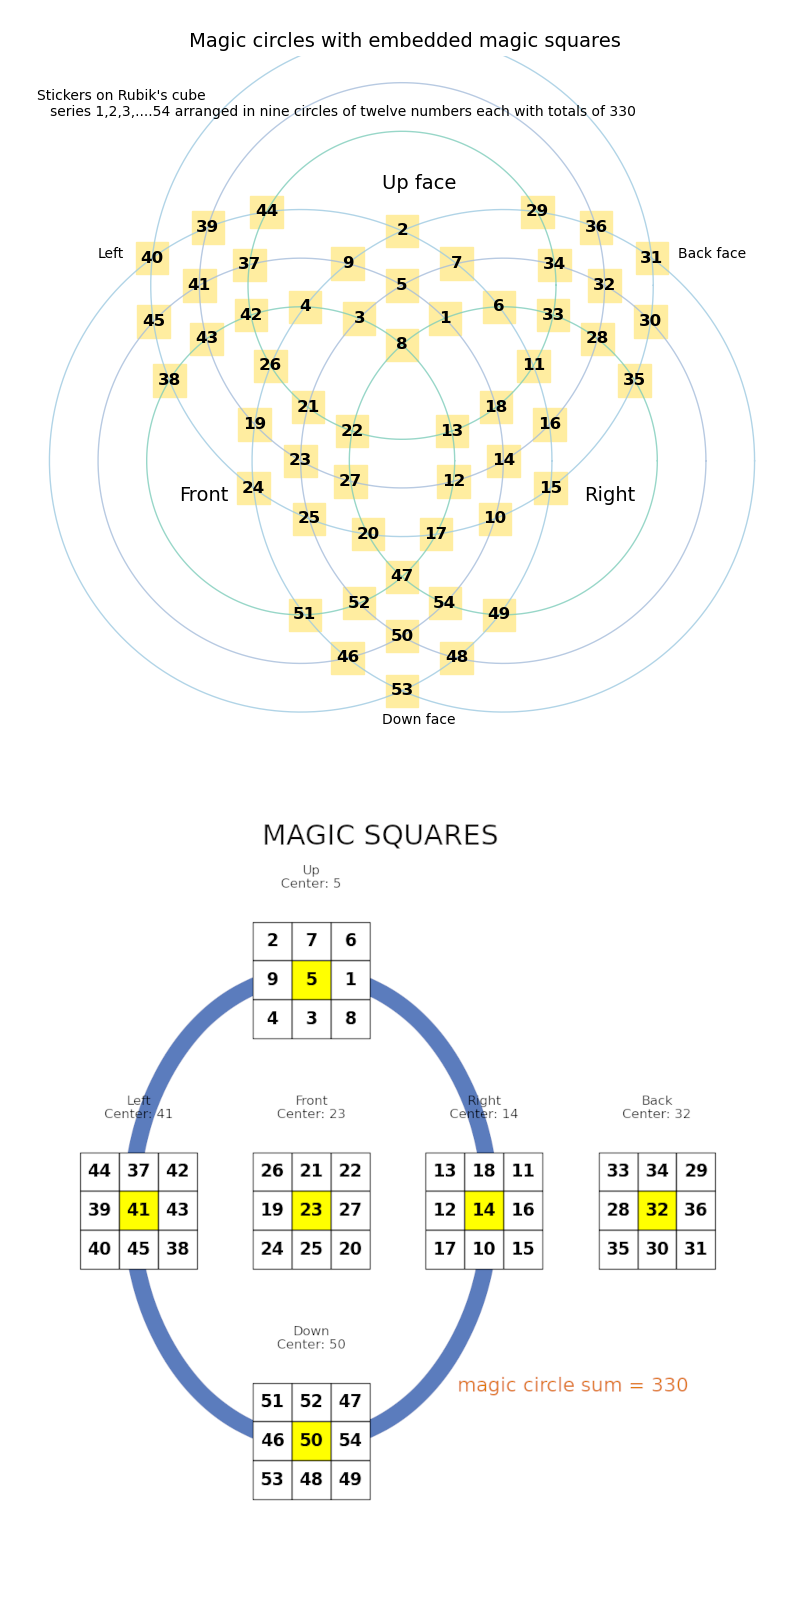 Magic circles with embedded magic squares
Stickers on Rubik's cube
series 1,2,3,....54 arranged in nine circles of twelve numbers each with totals of 330
Up face
44 29
39 2 36
Left 40 37 9 7 34 31 Back face
41 5 32
45 42 4 3 1 6 33 30
43 8 28
38 26 11 35
21 18
19 22 13 16
23 14
24 27 12 15
Front Right
25 20 17 10
47
51 52 54 49
50
46 48
53
Down face
MAGIC SQUARES
Up
Center: 5
2 7 6
9 5 1
4 3 8
Left Front Right Back
Center: 41 Center: 23 Center: 14 Center: 32
44 37 42 26 21 22 13 18 11 33 34 29
39 41 43 19 23 27 12 14 16 28 32 36
40 45 38 24 25 20 17 10 15 35 30 31
Down
Center: 50
magic circle sum = 330
51 52 47
46 50 54
53 48 49